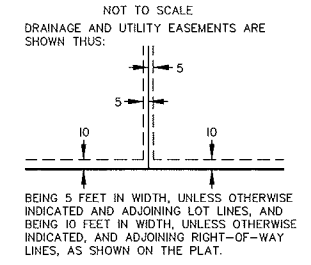 NOT TO SCALE
DRAINAGE AND UTILITY EASEMENTS ARE
SHOWN THUS:
5
5
10
10
BEING 5 FEET IN WIDTH, UNLESS OTHERWISE
INDICATED AND ADJOINING LOT LINES, AND
BEING 10 FEET IN WIDTH, UNLESS OTHERWISE
INDICATED, AND ADJOINING RIGHT-OF-WAY
LINES, AS SHOWN ON THE PLAT.